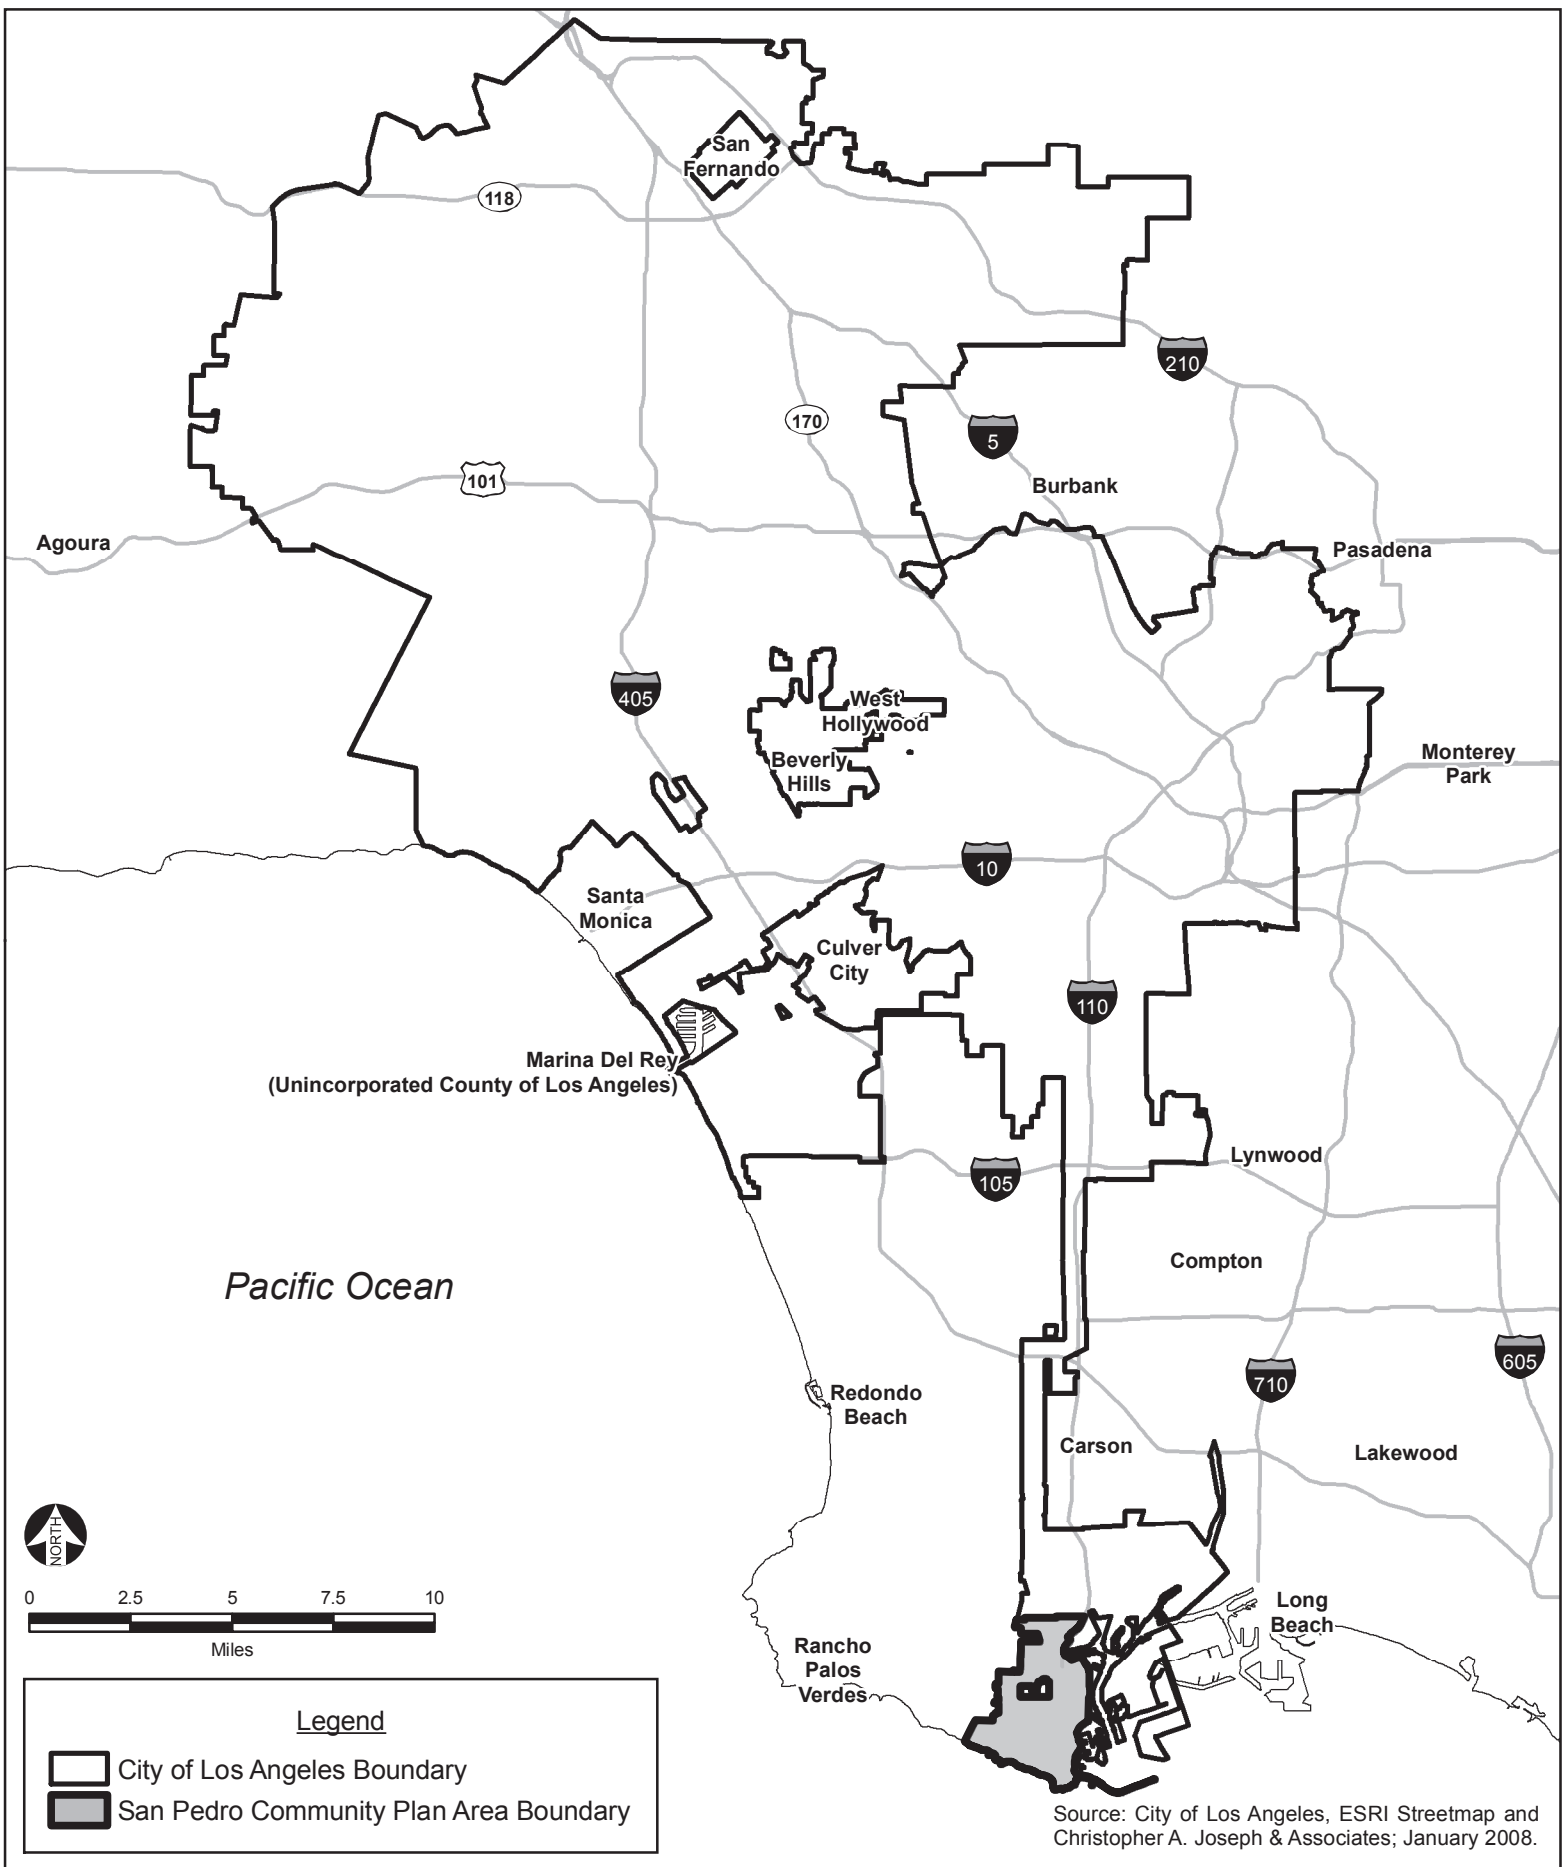 San
Fernando
118
210
170
5
101
Burbank
Agoura
Pasadena
405
West
Hollywood
Beverly
Hills
Monterey
Park
10
Santa
Monica
Culver
City
110
Marina Del Rey
(Unincorporated County of Los Angeles)
Lynwood
105
Compton
Pacific Ocean
605
710
Redondo
Beach
Carson
Lakewood
NORTH
0 2.5 5 7.5 10
Miles
Long
Beach
Rancho
Palos
Verdes
Legend
City of Los Angeles Boundary
San Pedro Community Plan Area Boundary
Source: City of Los Angeles, ESRI Streetmap and
Christopher A. Joseph & Associates; January 2008.